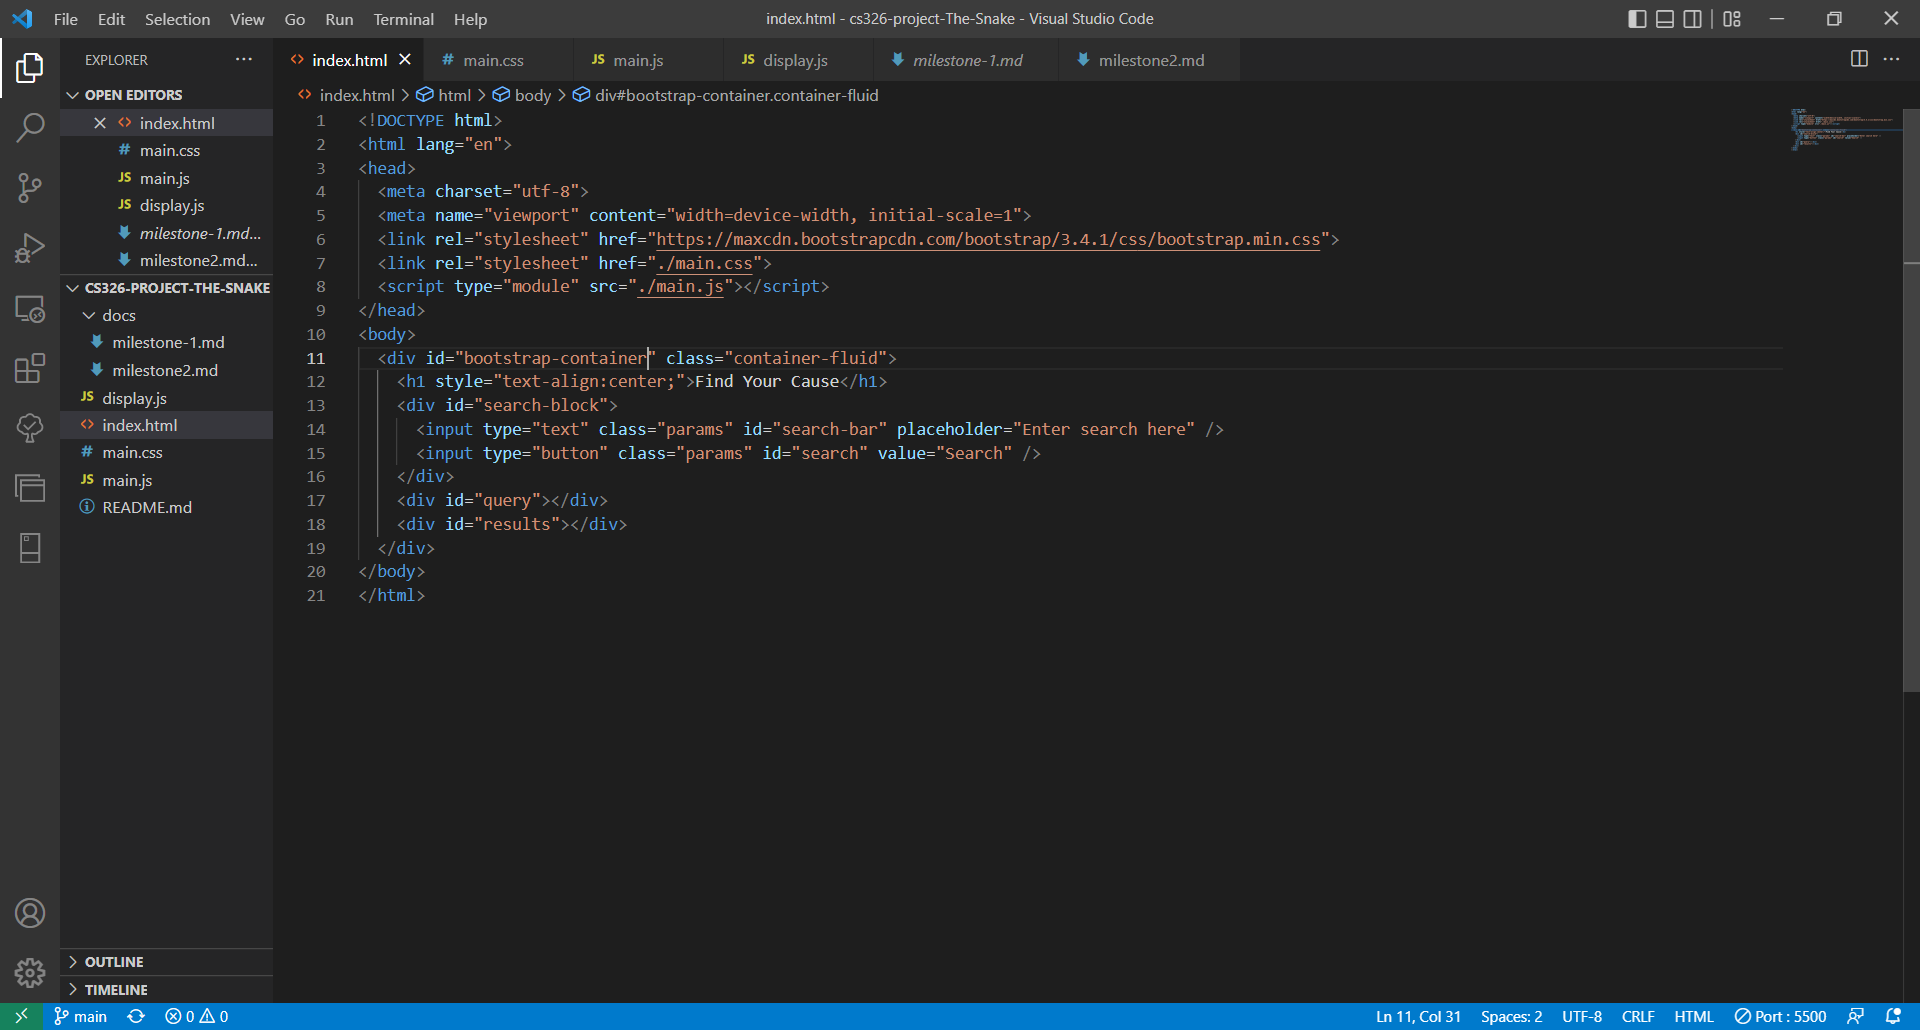 File Edit Selection View Go Run Terminal Help
index.html - cs326-project-The-Snake - Visual Studio Code
EXPLORER
OPEN EDITORS
index.html
main.css
main.js
display.js
milestone-1.md...
milestone2.md...
CS326-PROJECT-THE-SNAKE
docs
milestone-1.md
milestone2.md
display.js
index.html
main.css
main.js
README.md
OUTLINE
TIMELINE
index.html main.css main.js display.js milestone-1.md milestone2.md
index.html > html > body > div#bootstrap-container.container-fluid
1 <!DOCTYPE html>
2 <html lang="en">
3 <head>
4 <meta charset="utf-8">
5 <meta name="viewport" content="width=device-width, initial-scale=1">
6 <link rel="stylesheet" href="https://maxcdn.bootstrapcdn.com/bootstrap/3.4.1/css/bootstrap.min.css">
7 <link rel="stylesheet" href="./main.css">
8 <script type="module" src="./main.js"></script>
9 </head>
10 <body>
11 <div id="bootstrap-container" class="container-fluid">
12 <h1 style="text-align:center;">Find Your Cause</h1>
13 <div id="search-block">
14 <input type="text" class="params" id="search-bar" placeholder="Enter search here" />
15 <input type="button" class="params" id="search" value="Search" />
16 </div>
17 <div id="query"></div>
18 <div id="results"></div>
19 </div>
20 </body>
21 </html>
main 0 0 Ln 11, Col 31 Spaces: 2 UTF-8 CRLF HTML Port : 5500